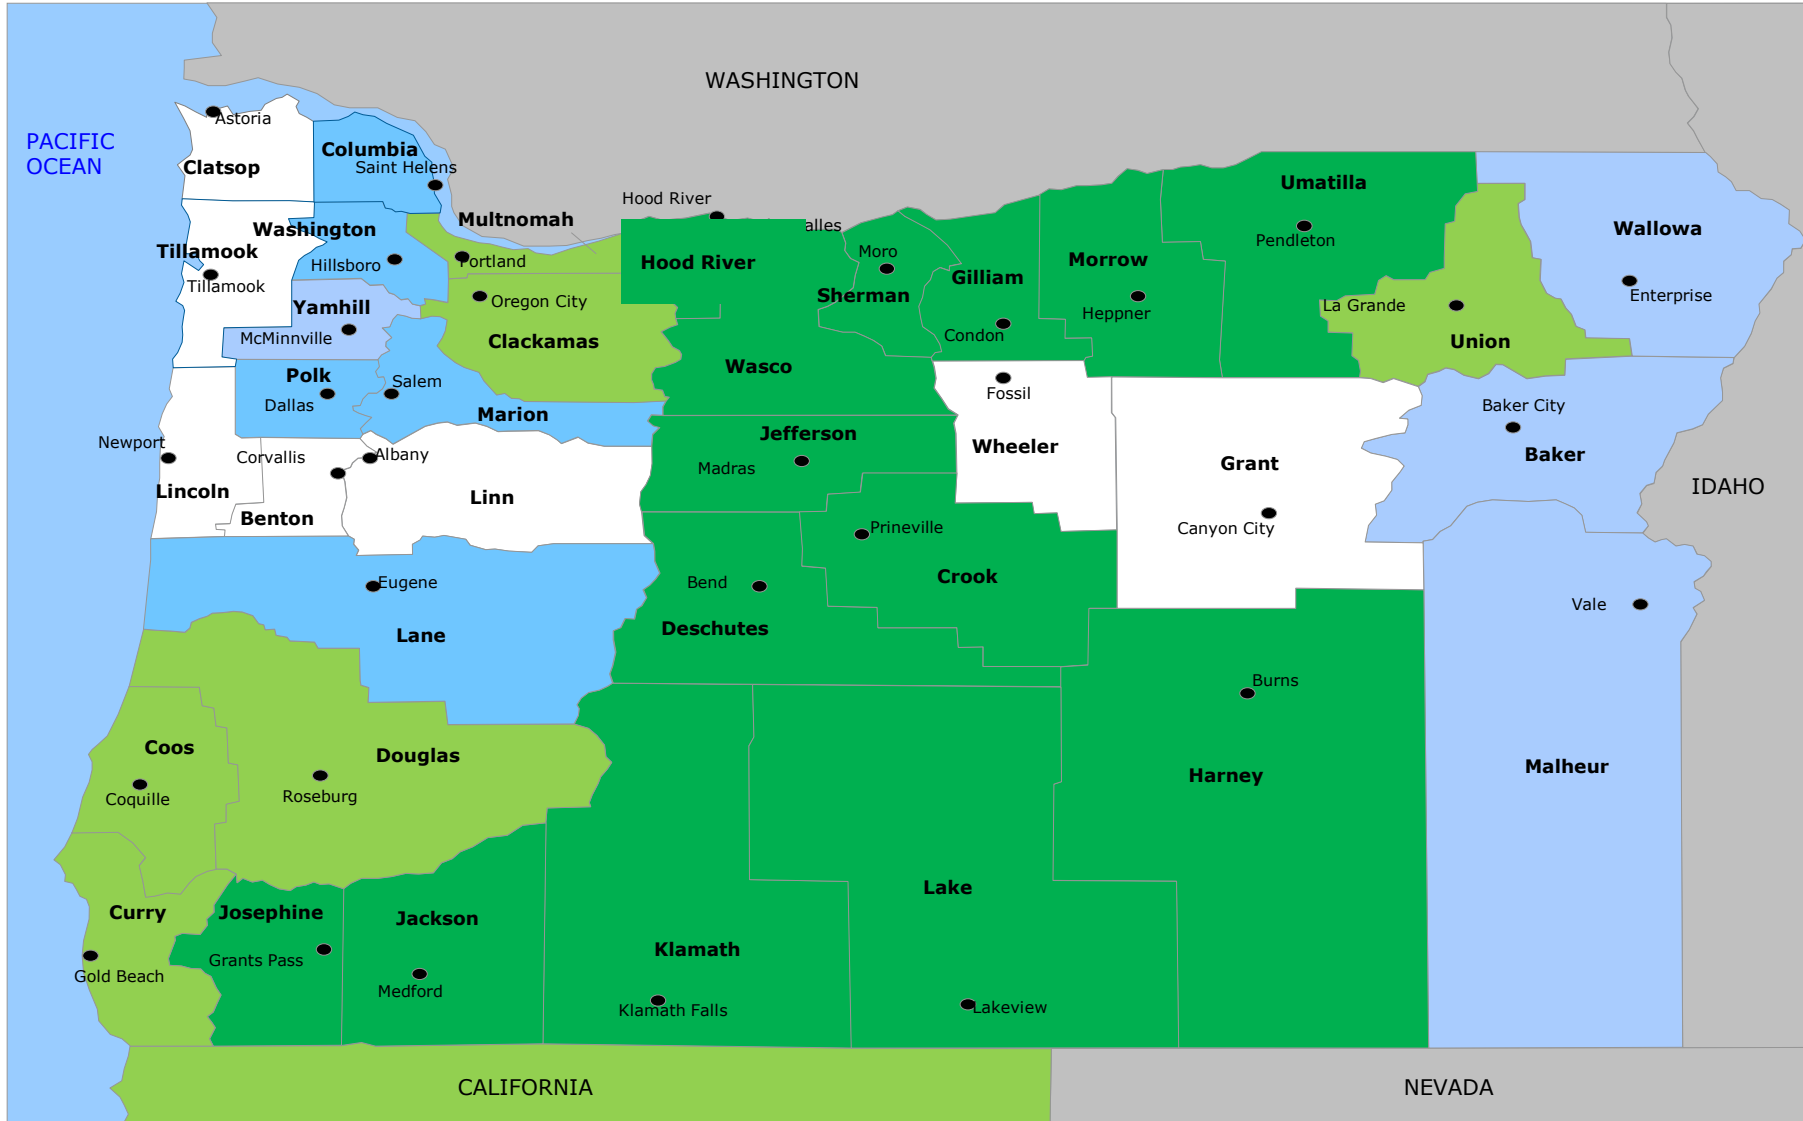 WASHINGTON
Astoria
PACIFIC
OCEAN
Columbia
Clatsop
Saint Helens
Umatilla
Hood River
Multnomah
alles
Washington
Wallowa
Pendleton
Tillamook
Moro
Portland
Hood River
Morrow
Hillsboro
Gilliam
Tillamook
Sherman
Enterprise
Oregon City
Yamhill
La Grande
Heppner
McMinnville
Condon
Clackamas
Union
Wasco
Polk
Salem
Fossil
Dallas
Baker City
Marion
Jefferson
Newport
Wheeler
Corvallis
Albany
Baker
Madras
Grant
Lincoln
Linn
IDAHO
Benton
Prineville
Canyon City
Crook
Eugene
Bend
Vale
Deschutes
Lane
Burns
Coos
Douglas
Malheur
Harney
Coquille
Roseburg
Lake
Curry
Josephine
Jackson
Klamath
Grants Pass
Gold Beach
Medford
Klamath Falls
Lakeview
CALIFORNIA
NEVADA